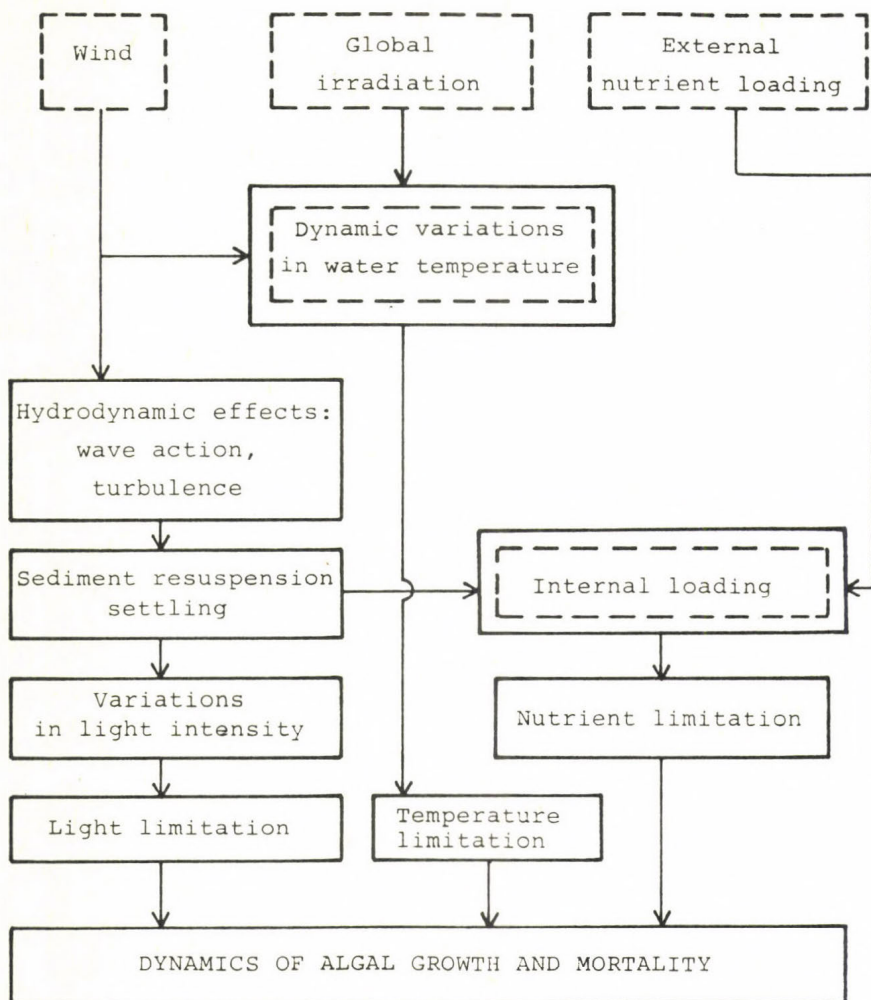 Wind
Global
irradiation
External
nutrient loading
Dynamic variations
in water temperature
Hydrodynamic effects:
wave action,
turbulence
Sediment resuspension
settling
Internal loading
Variations
in light intensity
Nutrient limitation
Light limitation
Temperature
limitation
DYNAMICS OF ALGAL GROWTH AND MORTALITY